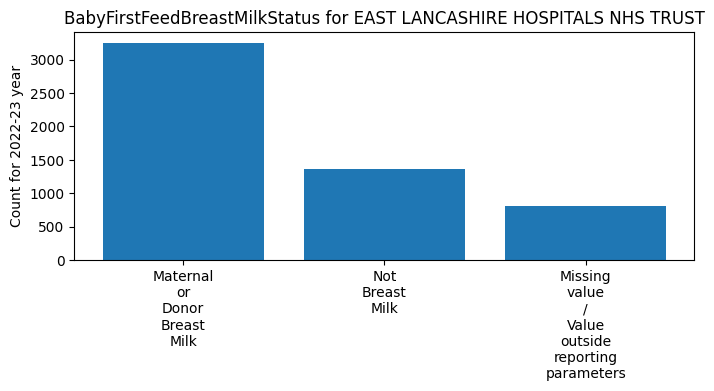 BabyFirstFeedBreastMilkStatus for EAST LANCASHIRE HOSPITALS NHS TRUST
Count for 2022-23 year
3000
2500
2000
1500
1000
500
0
Maternal
or
Donor
Breast
Milk
Not
Breast
Milk
Missing
value
/
Value
outside
reporting
parameters